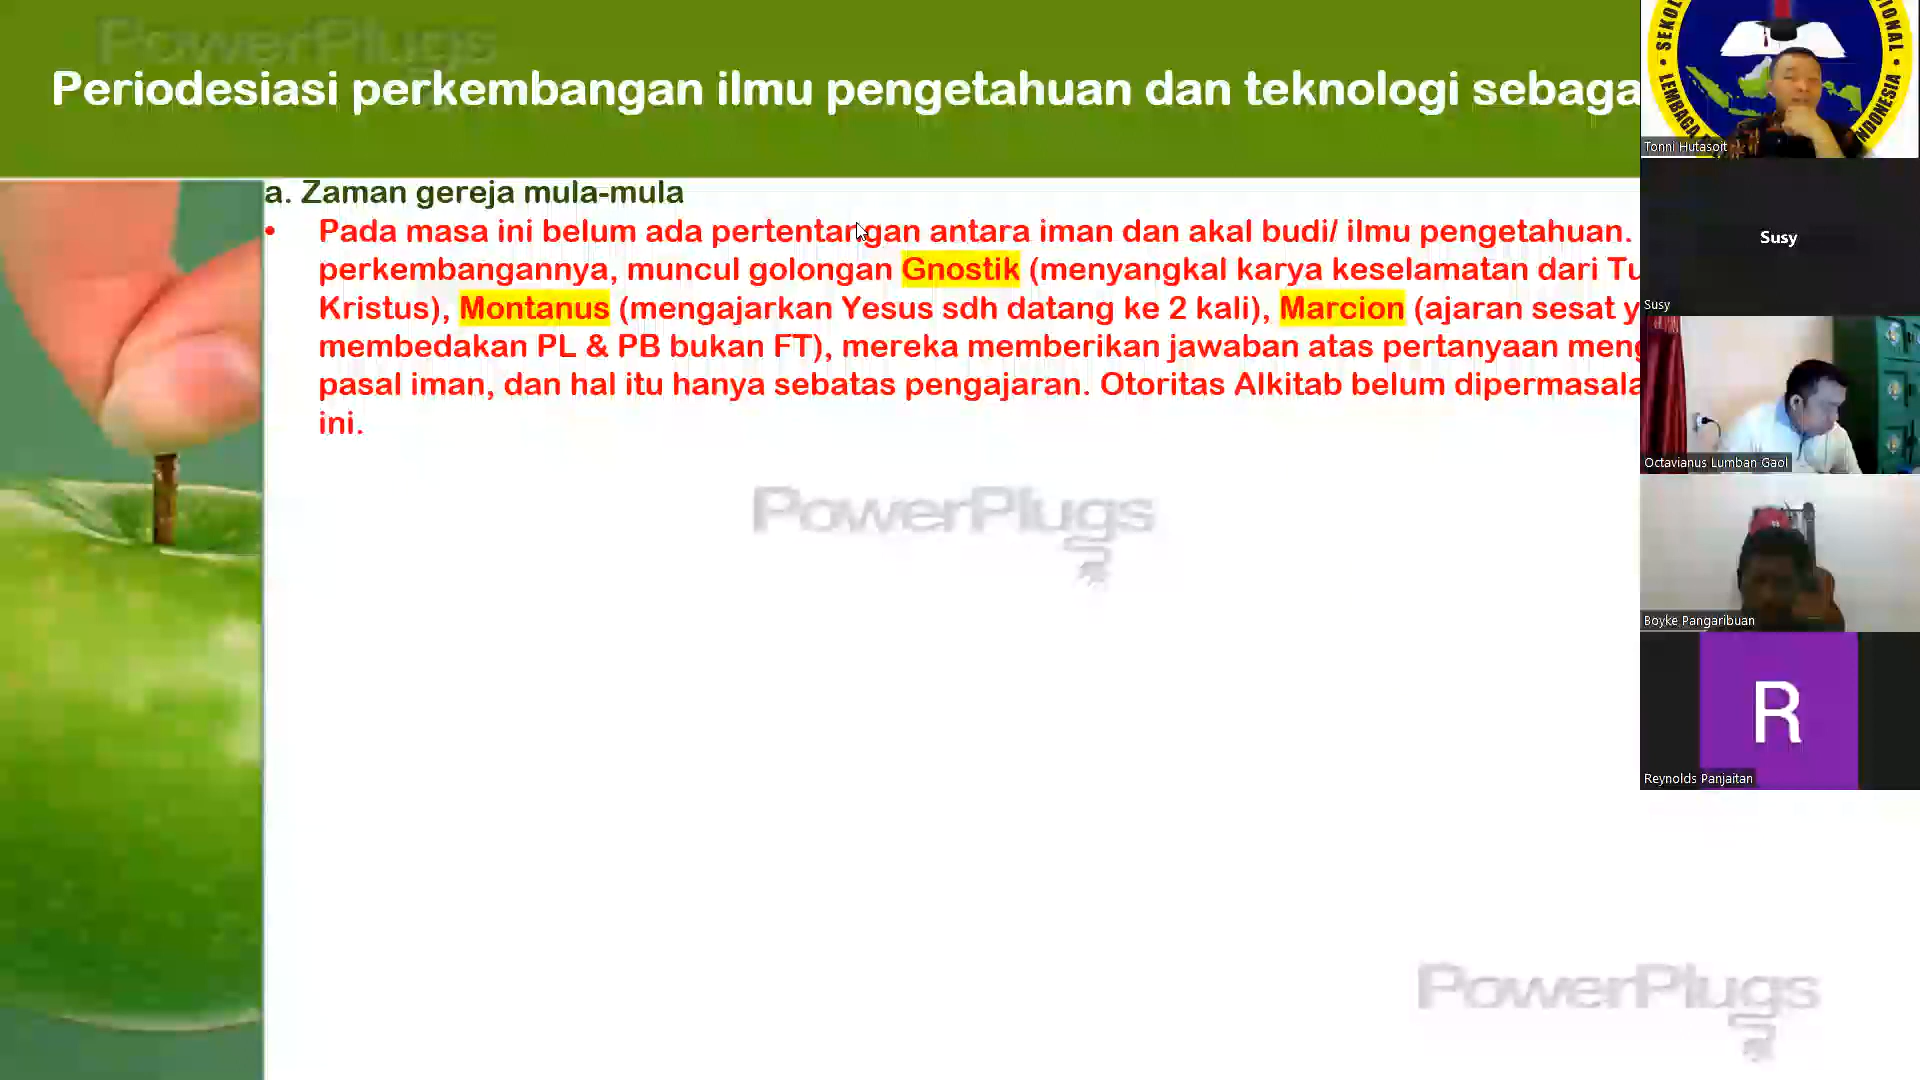 PowerPlugs
Periodesiasi perkembangan ilmu pengetahuan dan teknologi sebaga
a. Zaman gereja mula-mula
• Pada masa ini belum ada pertentangan antara iman dan akal budi/ ilmu pengetahuan.
perkembangannya, muncul golongan Gnostik (menyangkal karya keselamatan dari Tu
Kristus), Montanus (mengajarkan Yesus sdh datang ke 2 kali), Marcion (ajaran sesat y
membedakan PL & PB bukan FT), mereka memberikan jawaban atas pertanyaan meng
pasal iman, dan hal itu hanya sebatas pengajaran. Otoritas Alkitab belum dipermasala
ini.
PowerPlugs
PowerPlugs
SEKOL
IONAL
LEMBAGA
INDONESIA
Tonni Hutasoit
Susy
Susy
Octavianus Lumban Gaol
Boyke Pangaribuan
R
Reynolds Panjaitan